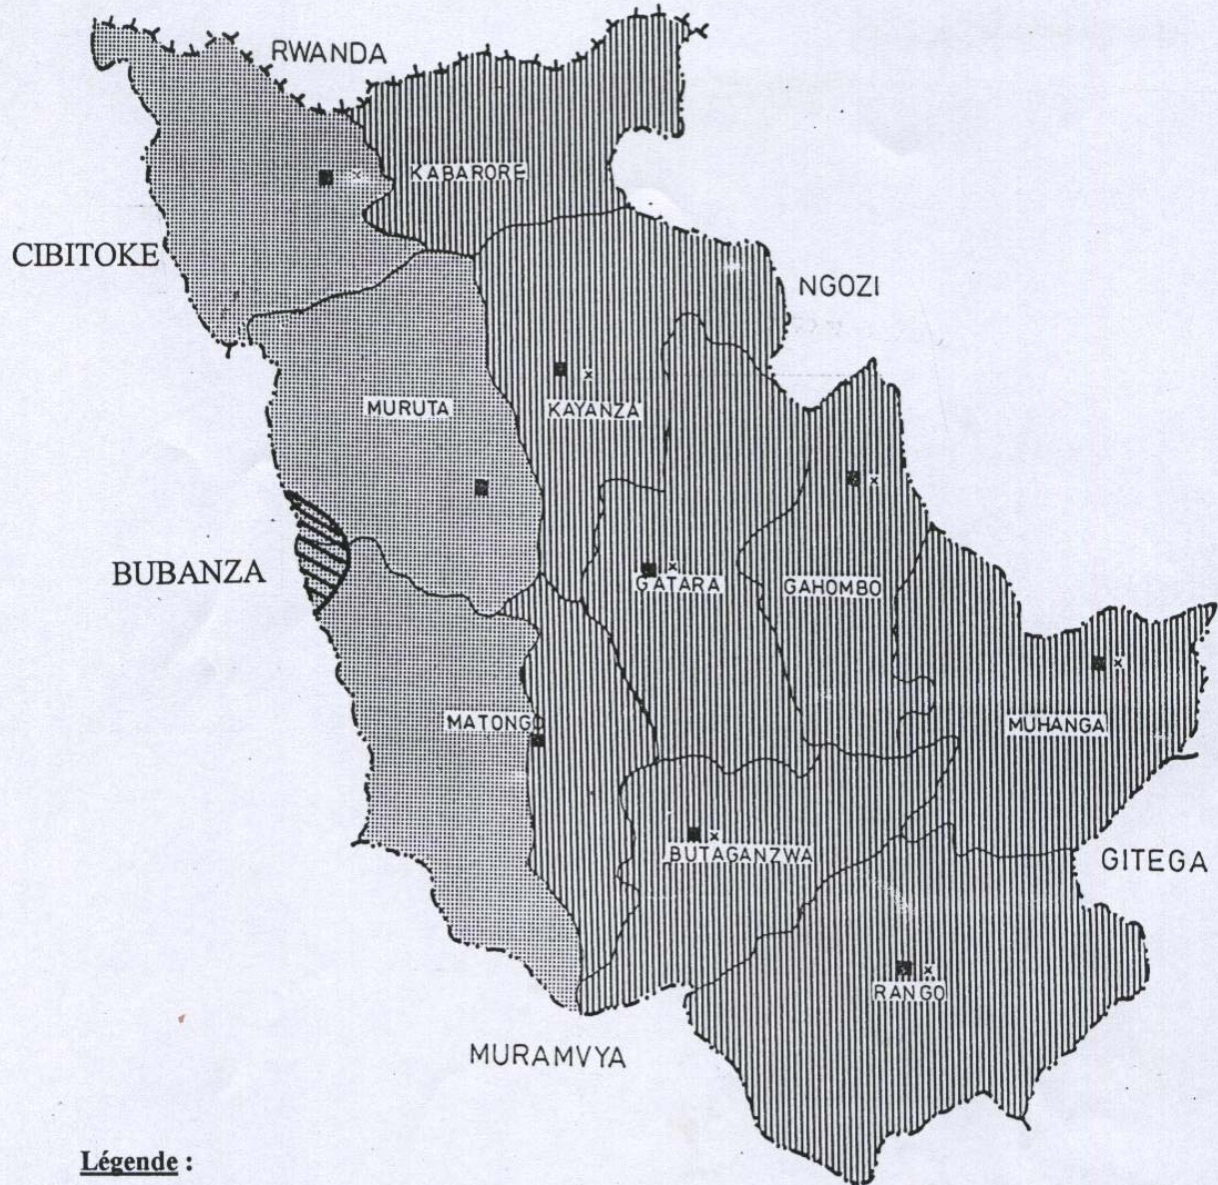 RWANDA
KABARORE
CIBITOKE
NGOZI
MURUTA
KAYANZA
BUBANZA
GATARA
GAHOMBO
MATONGO
MUHANGA
BUTAGANZWA
GITEGA
RANGO
MURAMVYA
Légende :